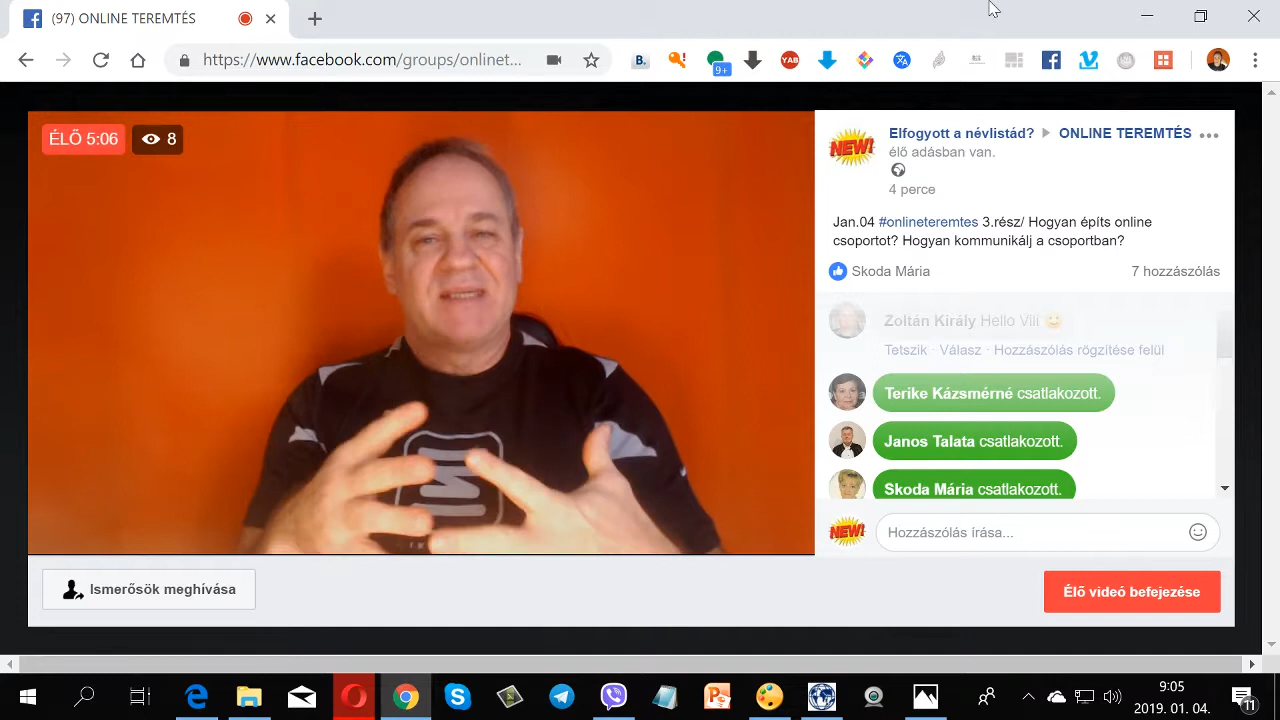 (97) ONLINE TEREMTÉS
https://www.facebook.com/groups/onlinet...
B.
9+
YAB
ÉLŐ 5:06
8
NEW!
Elfogyott a névlistád? ONLINE TEREMTÉS
élő adásban van.
4 perce
Jan.04 #onlineteremtes 3.rész/ Hogyan építs online
csoportot? Hogyan kommunikálj a csoportban?
Skoda Mária
7 hozzászólás
Zoltán Király Hello Vili
Tetszik · Válasz · Hozzászólás rögzítése felül
Terike Kázsmérné csatlakozott.
Janos Talata csatlakozott.
Skoda Mária csatlakozott.
NEW!
Hozzászólás írása...
Ismerősök meghívása
Élő videó befejezése
9:05
2019. 01. 04.
11